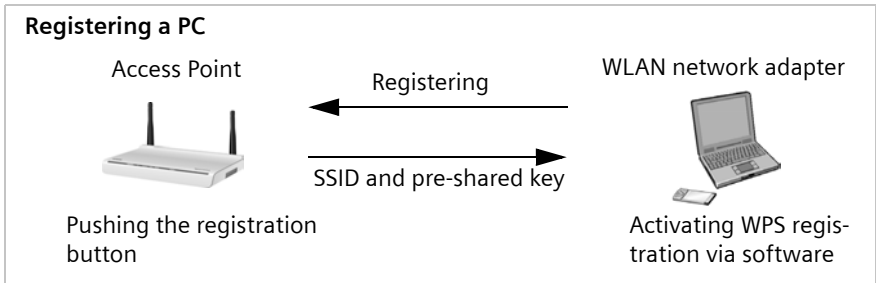 Registering a PC
Access Point
Registering
WLAN network adapter
SSID and pre-shared key
Pushing the registration
button
Activating WPS regis-
tration via software